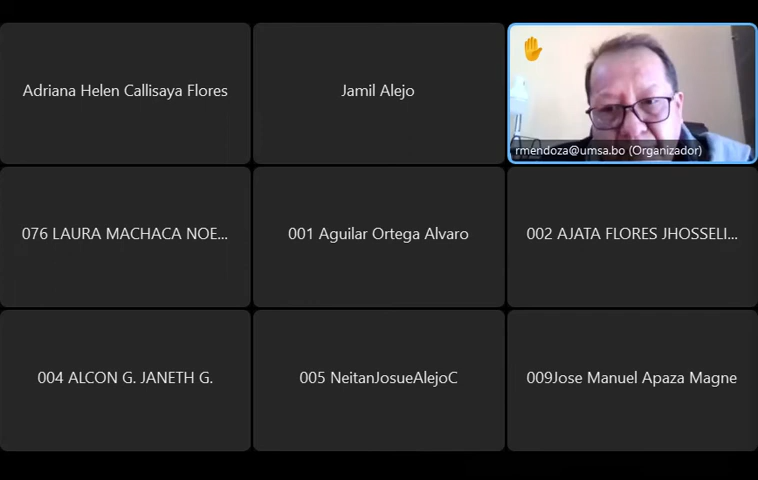 Adriana Helen Callisaya Flores
Jamil Alejo
rmendoza@umsa.bo (Organizador)
076 LAURA MACHACA NOE...
001 Aguilar Ortega Alvaro
002 AJATA FLORES JHOSSELI...
004 ALCON G. JANETH G.
005 NeitanJosueAlejoC
009Jose Manuel Apaza Magne